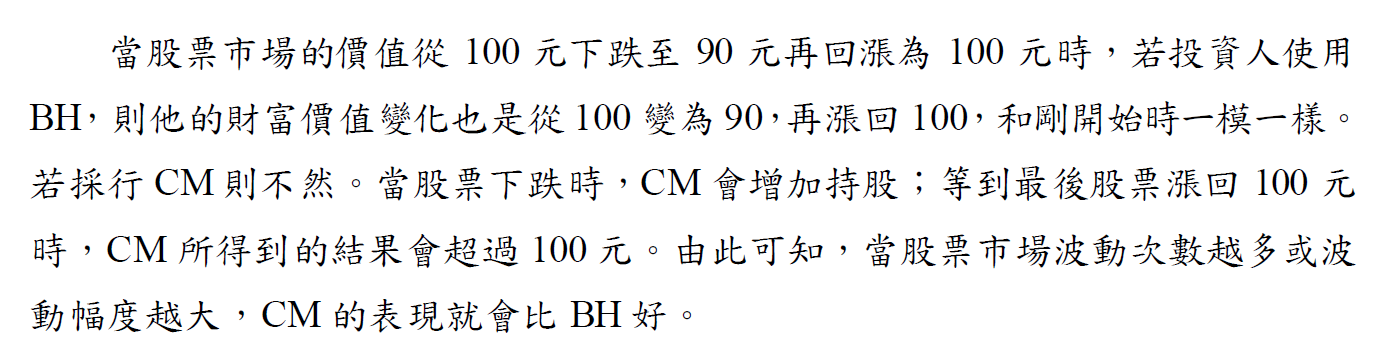 當股票市場的價值從 100 元下跌至 90 元再回漲為 100 元時，若投資人使用
BH，則他的財富價值變化也是從 100 變為 90，再漲回 100，和剛開始時一模一樣。
若採行 CM 則不然。當股票下跌時，CM 會增加持股；等到最後股票漲回 100 元
時，CM 所得到的結果會超過 100 元。由此可知，當股票市場波動次數越多或波
動幅度越大，CM 的表現就會比 BH 好。